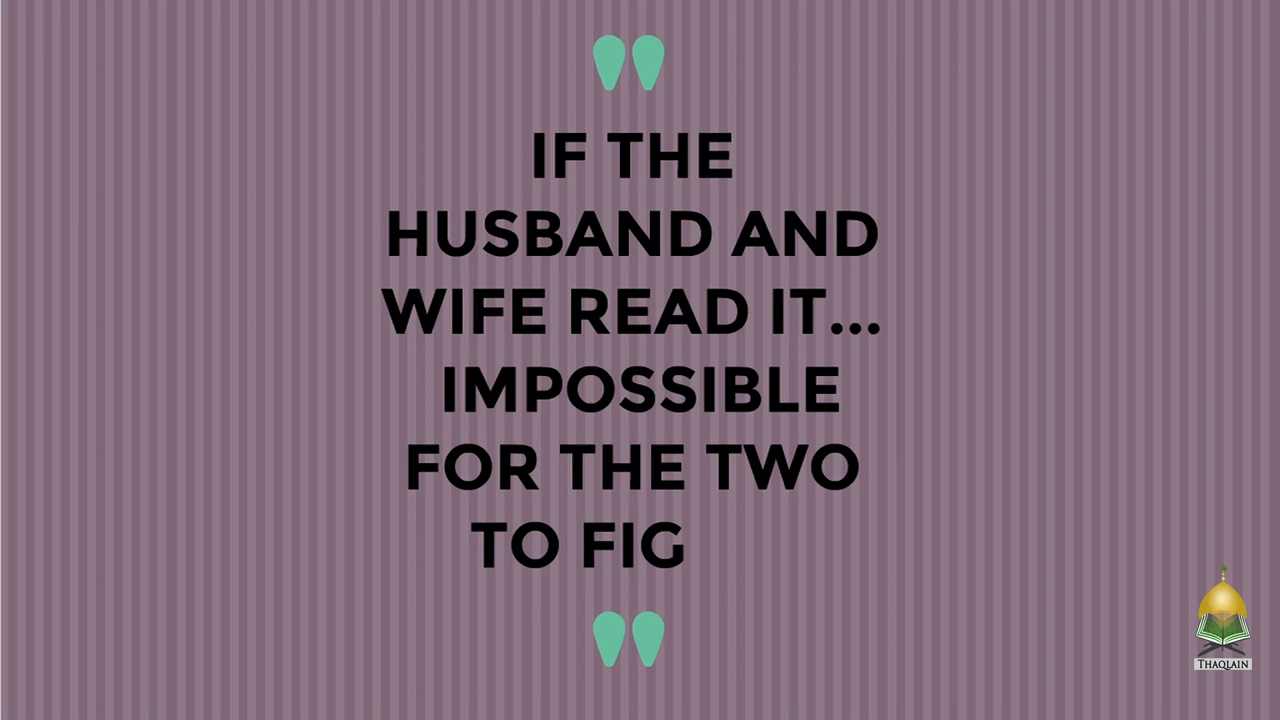 IF THE
HUSBAND AND
WIFE READ IT...
IMPOSSIBLE
FOR THE TWO
TO FIG
THAQLAIN